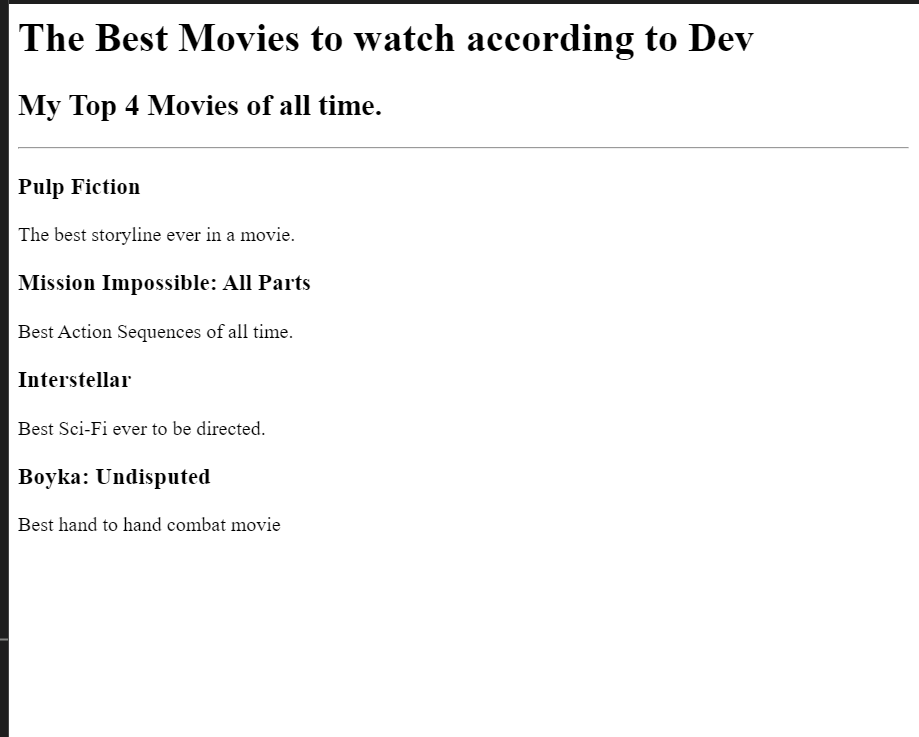 The Best Movies to watch according to Dev
My Top 4 Movies of all time.
Pulp Fiction
The best storyline ever in a movie.
Mission Impossible: All Parts
Best Action Sequences of all time.
Interstellar
Best Sci-Fi ever to be directed.
Boyka: Undisputed
Best hand to hand combat movie